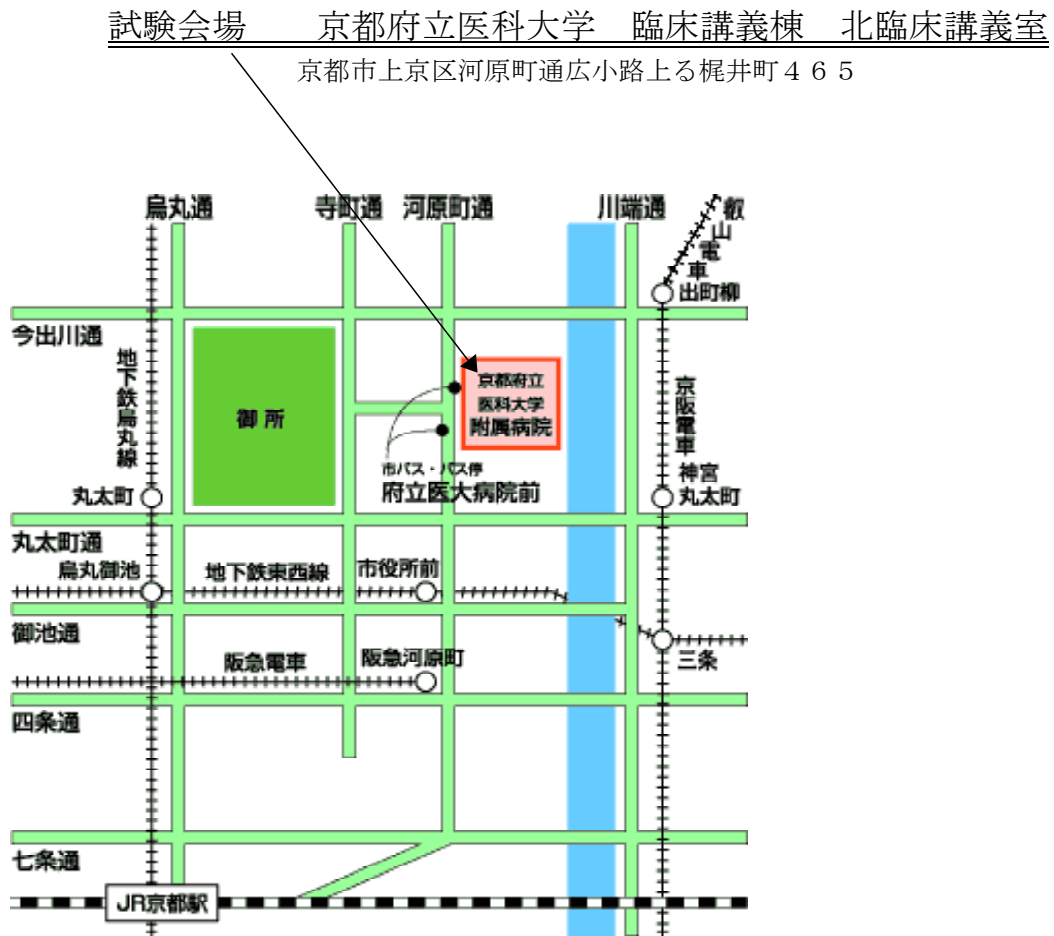 試験会場　　京都府立医科大学　臨床講義棟　北臨床講義室
京都市上京区河原町通広小路上る梶井町４６５
烏丸通
寺町通
河原町通
川端通
叡山電車
出町柳
今出川通
地下鉄烏丸線
御所
京都府立
医科大学
附属病院
京阪電車
市バス・バス停
府立医大病院前
丸太町
神宮
丸太町
丸太町通
烏丸御池
地下鉄東西線
市役所前
御池通
三条
阪急電車
阪急河原町
四条通
七条通
JR京都駅